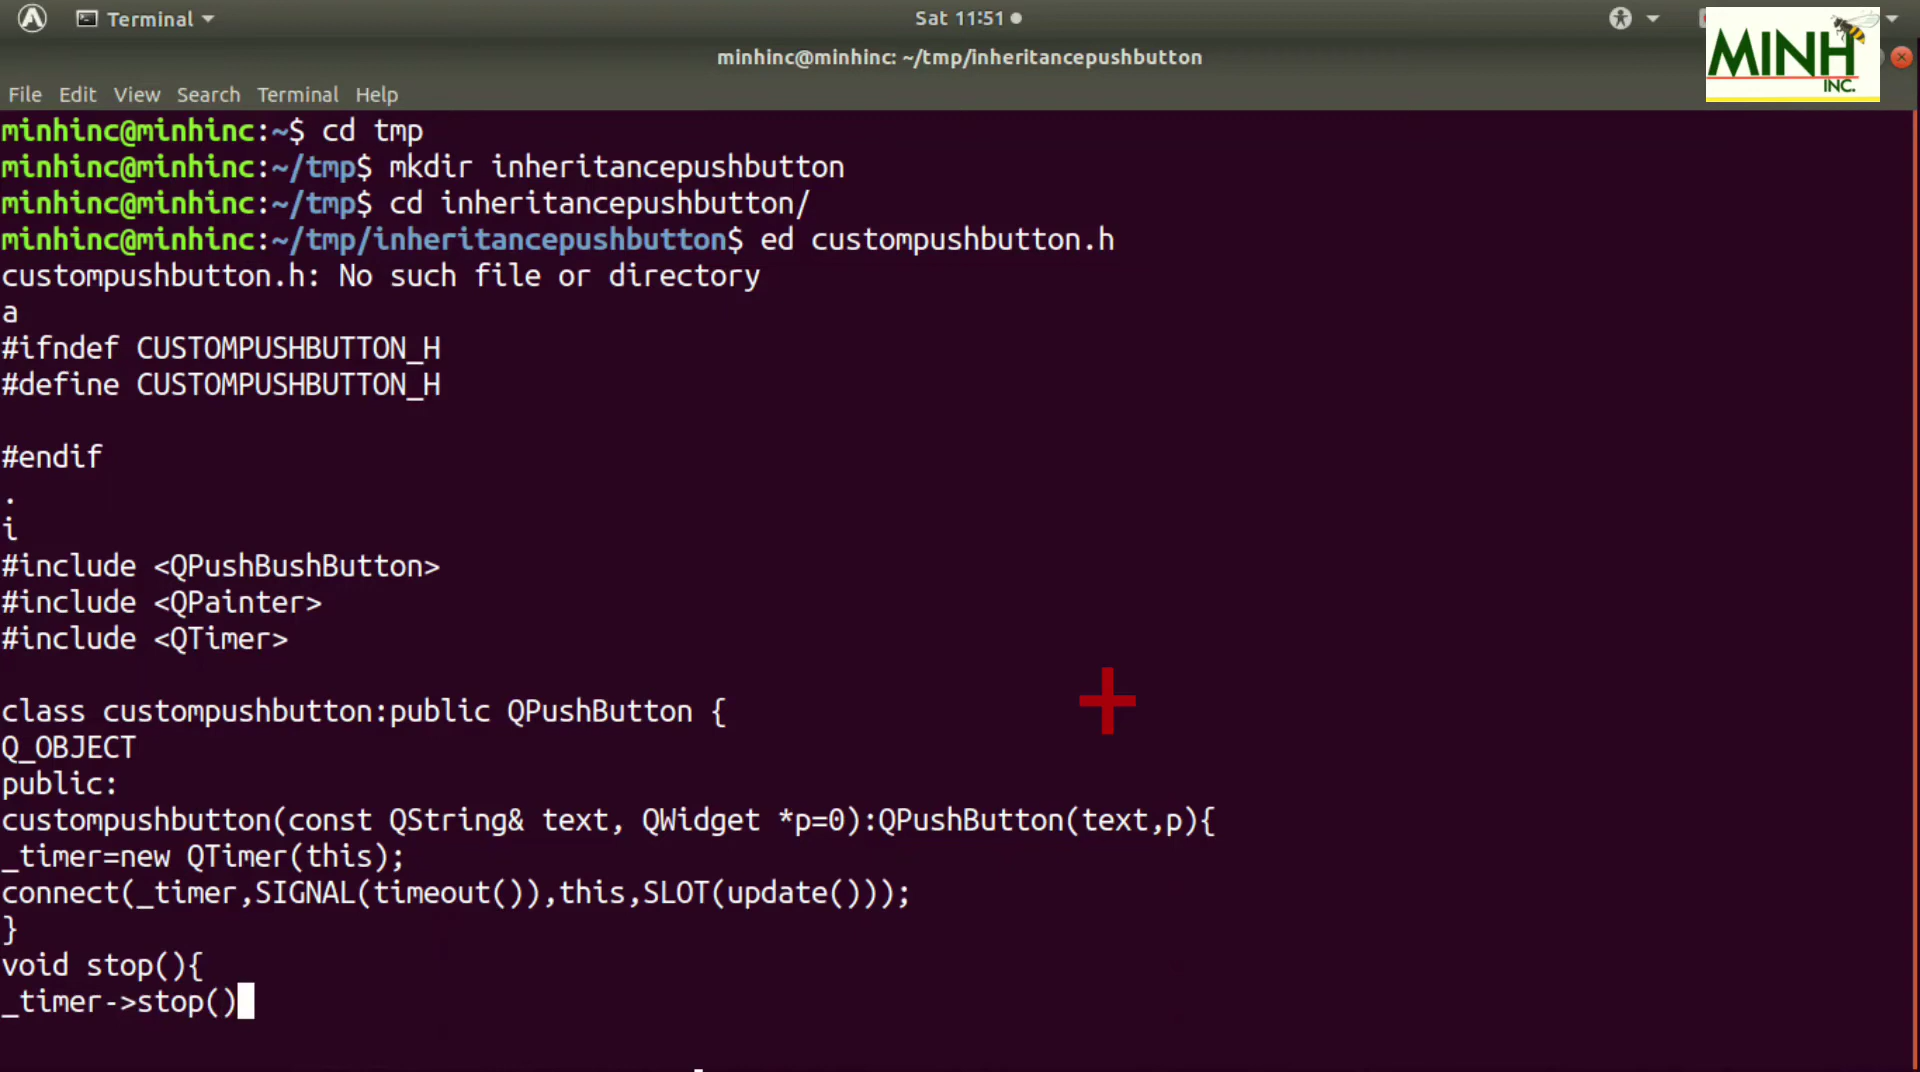 Terminal
Sat 11:51
minhinc@minhinc: ~/tmp/inheritancepushbutton
MINH
INC.
File Edit View Search Terminal Help
minhinc@minhinc:~$ cd tmp
minhinc@minhinc:~/tmp$ mkdir inheritancepushbutton
minhinc@minhinc:~/tmp$ cd inheritancepushbutton/
minhinc@minhinc:~/tmp/inheritancepushbutton$ ed custompushbutton.h
custompushbutton.h: No such file or directory
a
#ifndef CUSTOMPUSHBUTTON_H
#define CUSTOMPUSHBUTTON_H

#endif
.
i
#include <QPushBushButton>
#include <QPainter>
#include <QTimer>

class custompushbutton:public QPushButton {
Q_OBJECT
public:
custompushbutton(const QString& text, QWidget *p=0):QPushButton(text,p){
_timer=new QTimer(this);
connect(_timer,SIGNAL(timeout()),this,SLOT(update()));
}
void stop(){
_timer->stop()